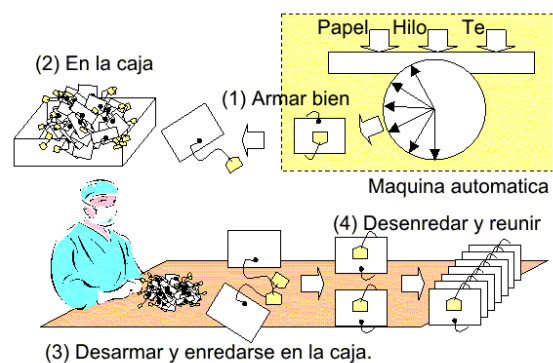 Papel Hilo Te
(2) En la caja
(1) Armar bien
Maquina automatica
(4) Desenredar y reunir
(3) Desarmar y enredarse en la caja.